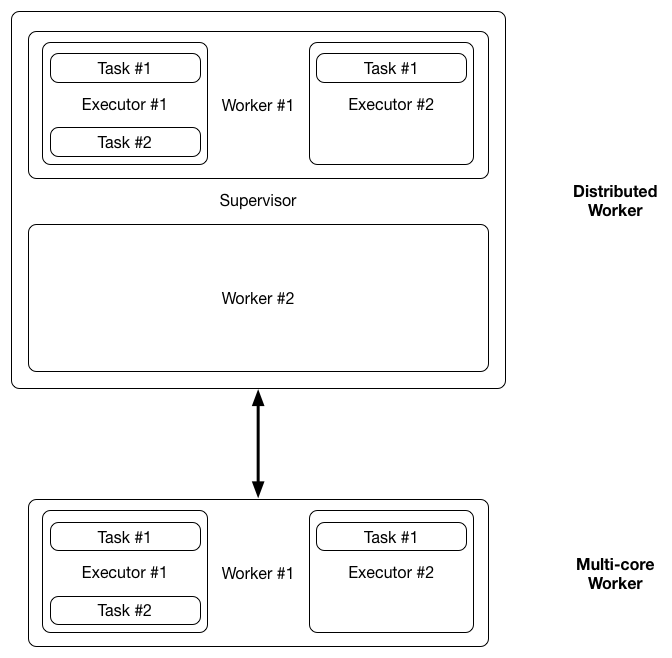 Task #1
Executor #1
Task #2
Worker #1
Task #1
Executor #2
Supervisor
Distributed
Worker
Worker #2
Task #1
Executor #1
Task #2
Worker #1
Task #1
Executor #2
Multi-core
Worker